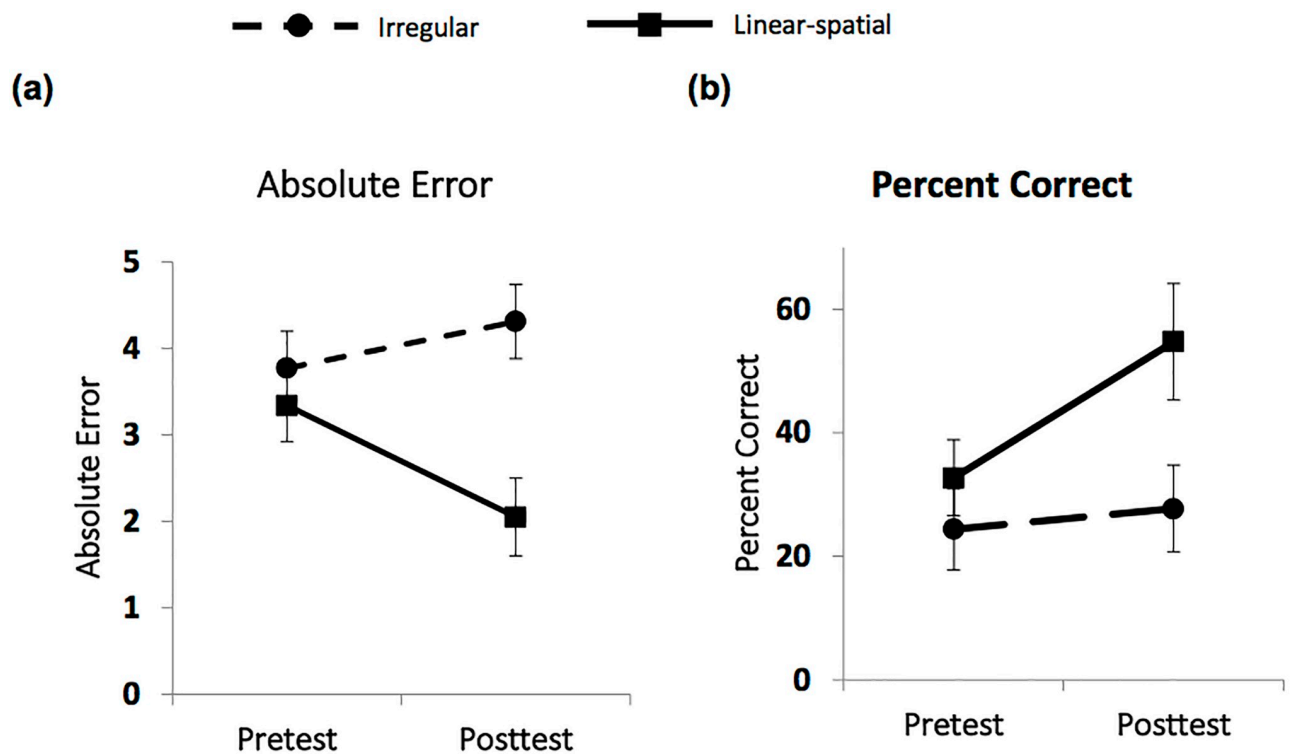 Irregular
Linear-spatial
(a)
(b)
Absolute Error
Percent Correct
5
4
3
2
1
0
Absolute Error
Pretest
Posttest
60
40
20
0
Percent Correct
Pretest
Posttest